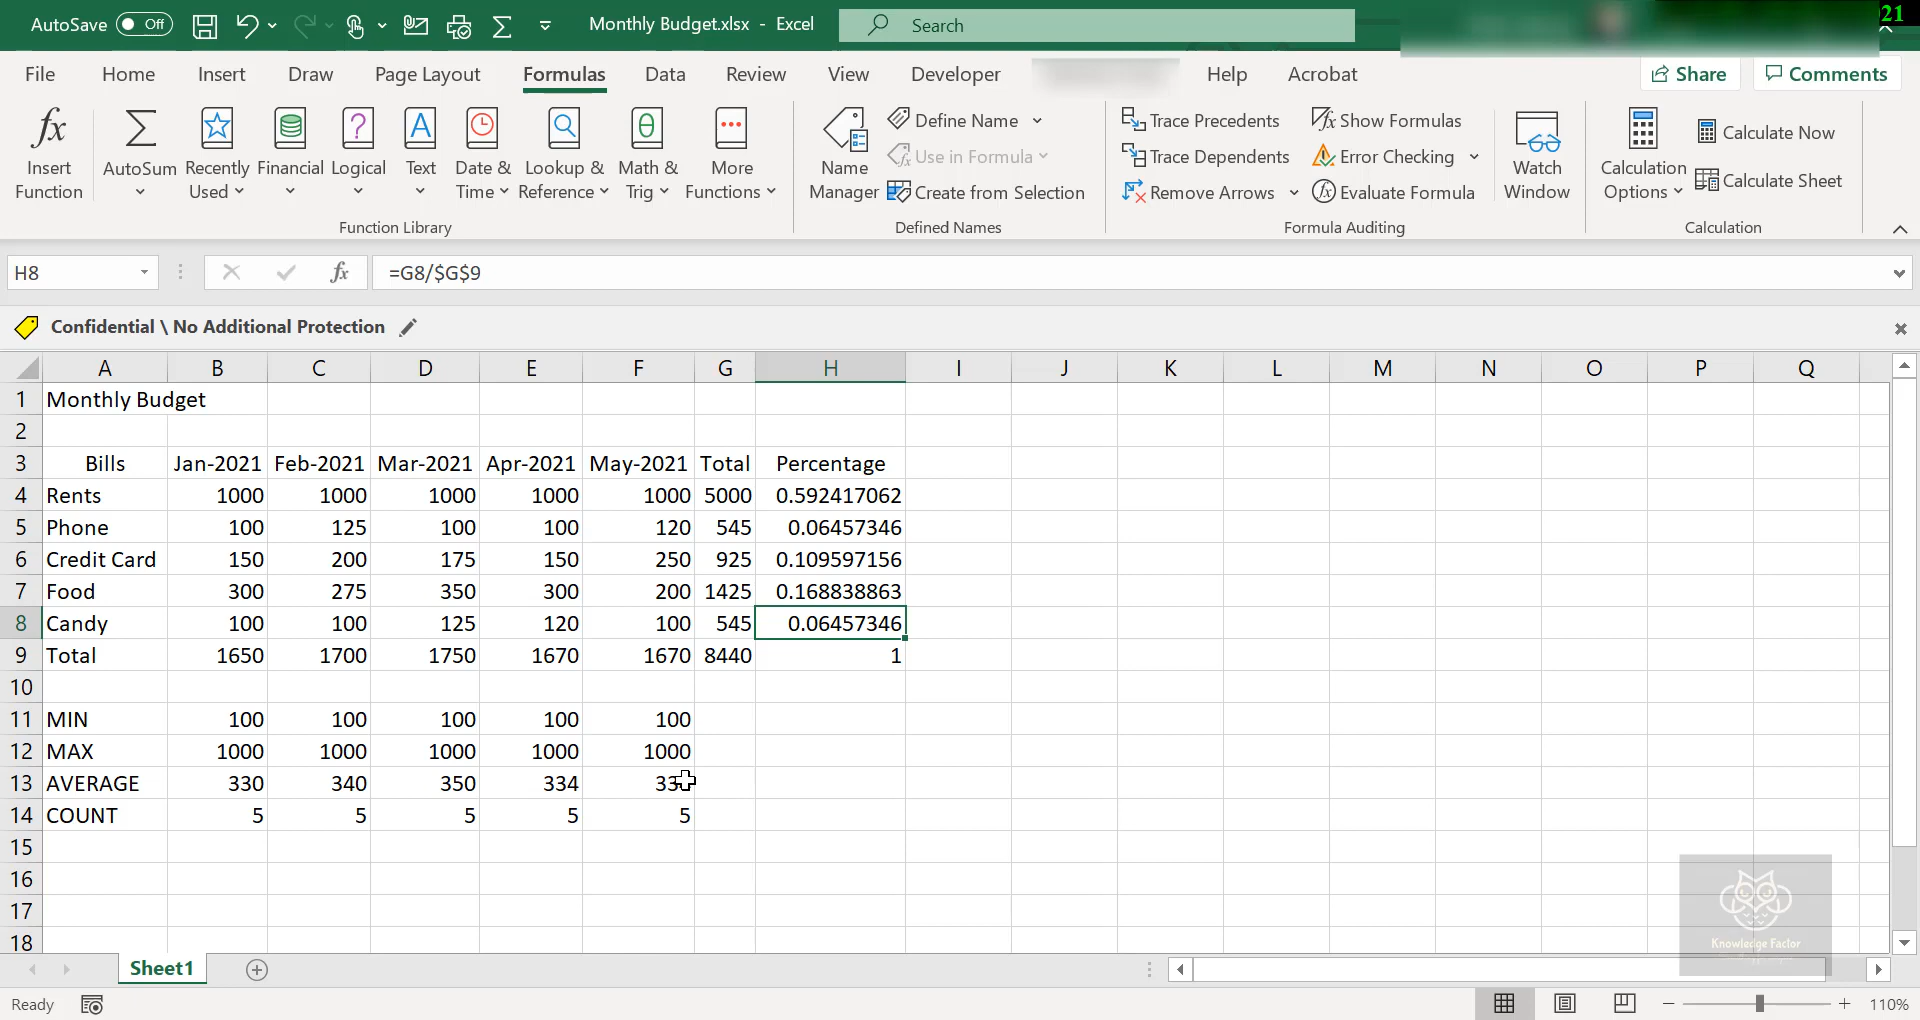 AutoSave Off Monthly Budget.xlsx - Excel Search 21
File Home Insert Draw Page Layout Formulas Data Review View Developer Help Acrobat Share Comments
fx Insert Function
AutoSum
Recently Used
Financial
Logical
Text
Date & Time
Lookup & Reference
Math & Trig
More Functions
Function Library
Name Manager
Define Name
Use in Formula
Create from Selection
Defined Names
Trace Precedents
Trace Dependents
Remove Arrows
Show Formulas
Error Checking
Evaluate Formula
Formula Auditing
Watch Window
Calculation Options
Calculate Now
Calculate Sheet
Calculation
H8 fx =G8/$G$9
Confidential \ No Additional Protection
A B C D E F G H I J K L M N O P Q
1 Monthly Budget
2
3 Bills Jan-2021 Feb-2021 Mar-2021 Apr-2021 May-2021 Total Percentage
4 Rents 1000 1000 1000 1000 1000 5000 0.592417062
5 Phone 100 125 100 100 120 545 0.06457346
6 Credit Card 150 200 175 150 250 925 0.109597156
7 Food 300 275 350 300 200 1425 0.168838863
8 Candy 100 100 125 120 100 545 0.06457346
9 Total 1650 1700 1750 1670 1670 8440 1
10
11 MIN 100 100 100 100 100
12 MAX 1000 1000 1000 1000 1000
13 AVERAGE 330 340 350 334
14 COUNT 5 5 5 5 5
15
16
17
18
Knowledge Factor
Sheet1
Ready 110%